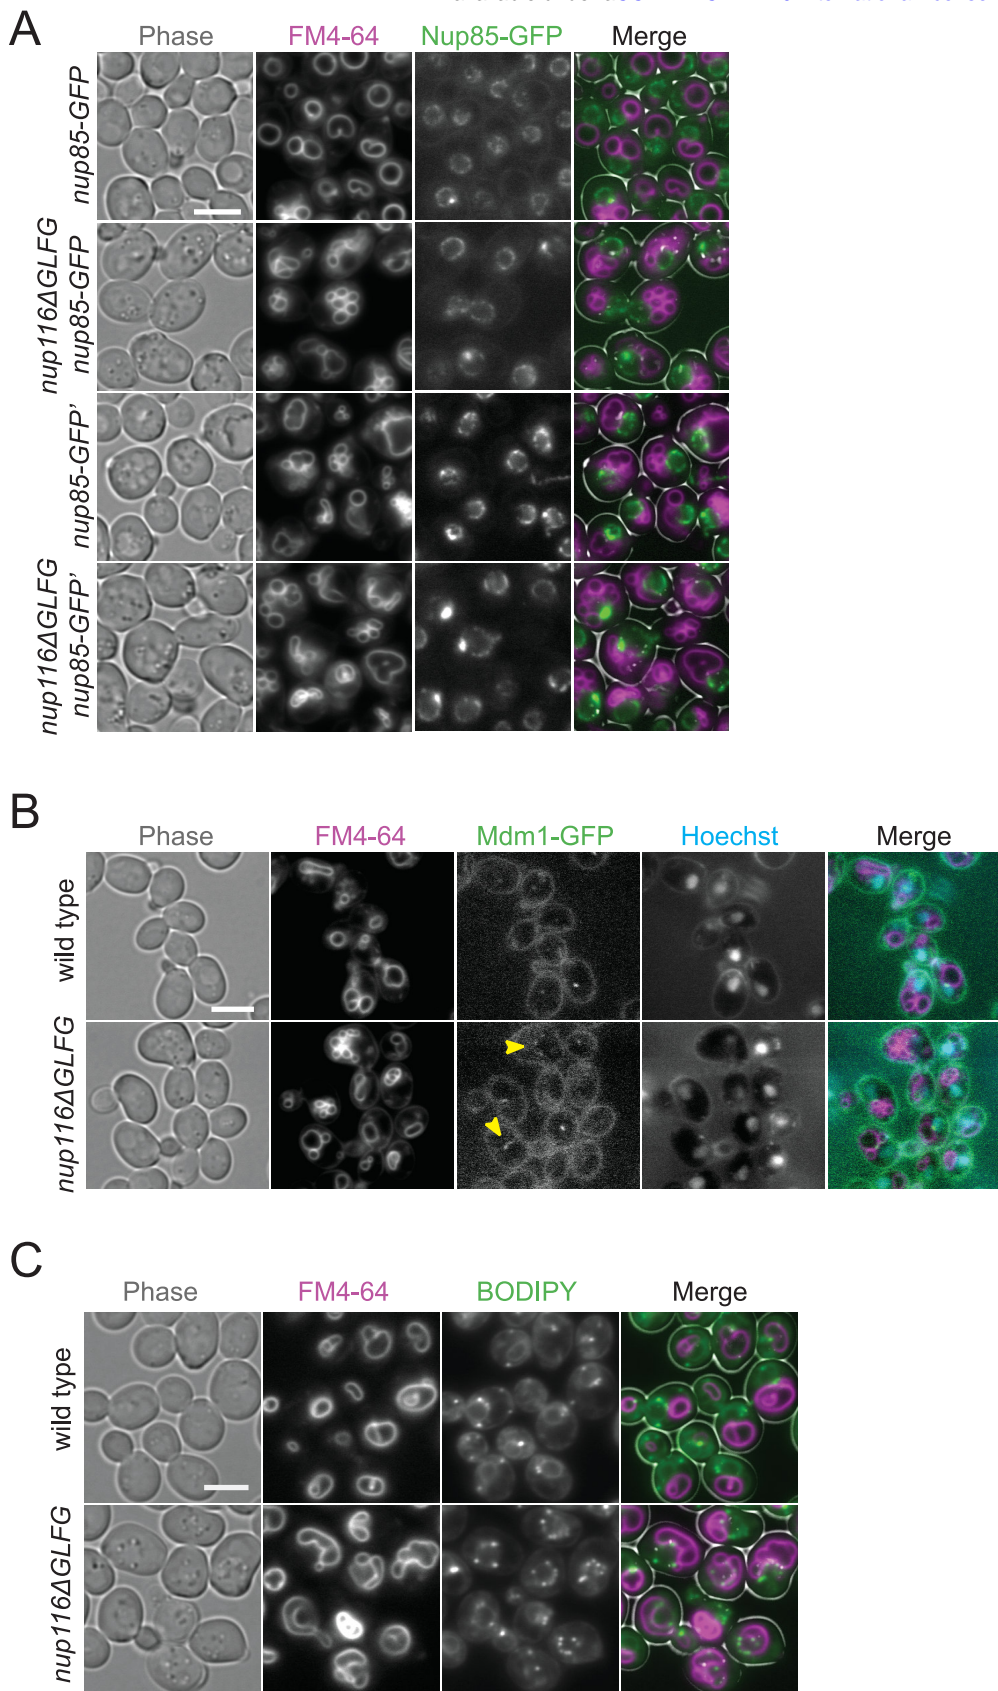 A
Phase FM4-64 Nup85-GFP Merge
nup85-GFP
nup116ΔGLFG
nup85-GFP
nup85-GFP'
nup116ΔGLFG
nup85-GFP'
B
Phase FM4-64 Mdm1-GFP Hoechst Merge
wild type
nup116ΔGLFG
C
Phase FM4-64 BODIPY Merge
wild type
nup116ΔGLFG